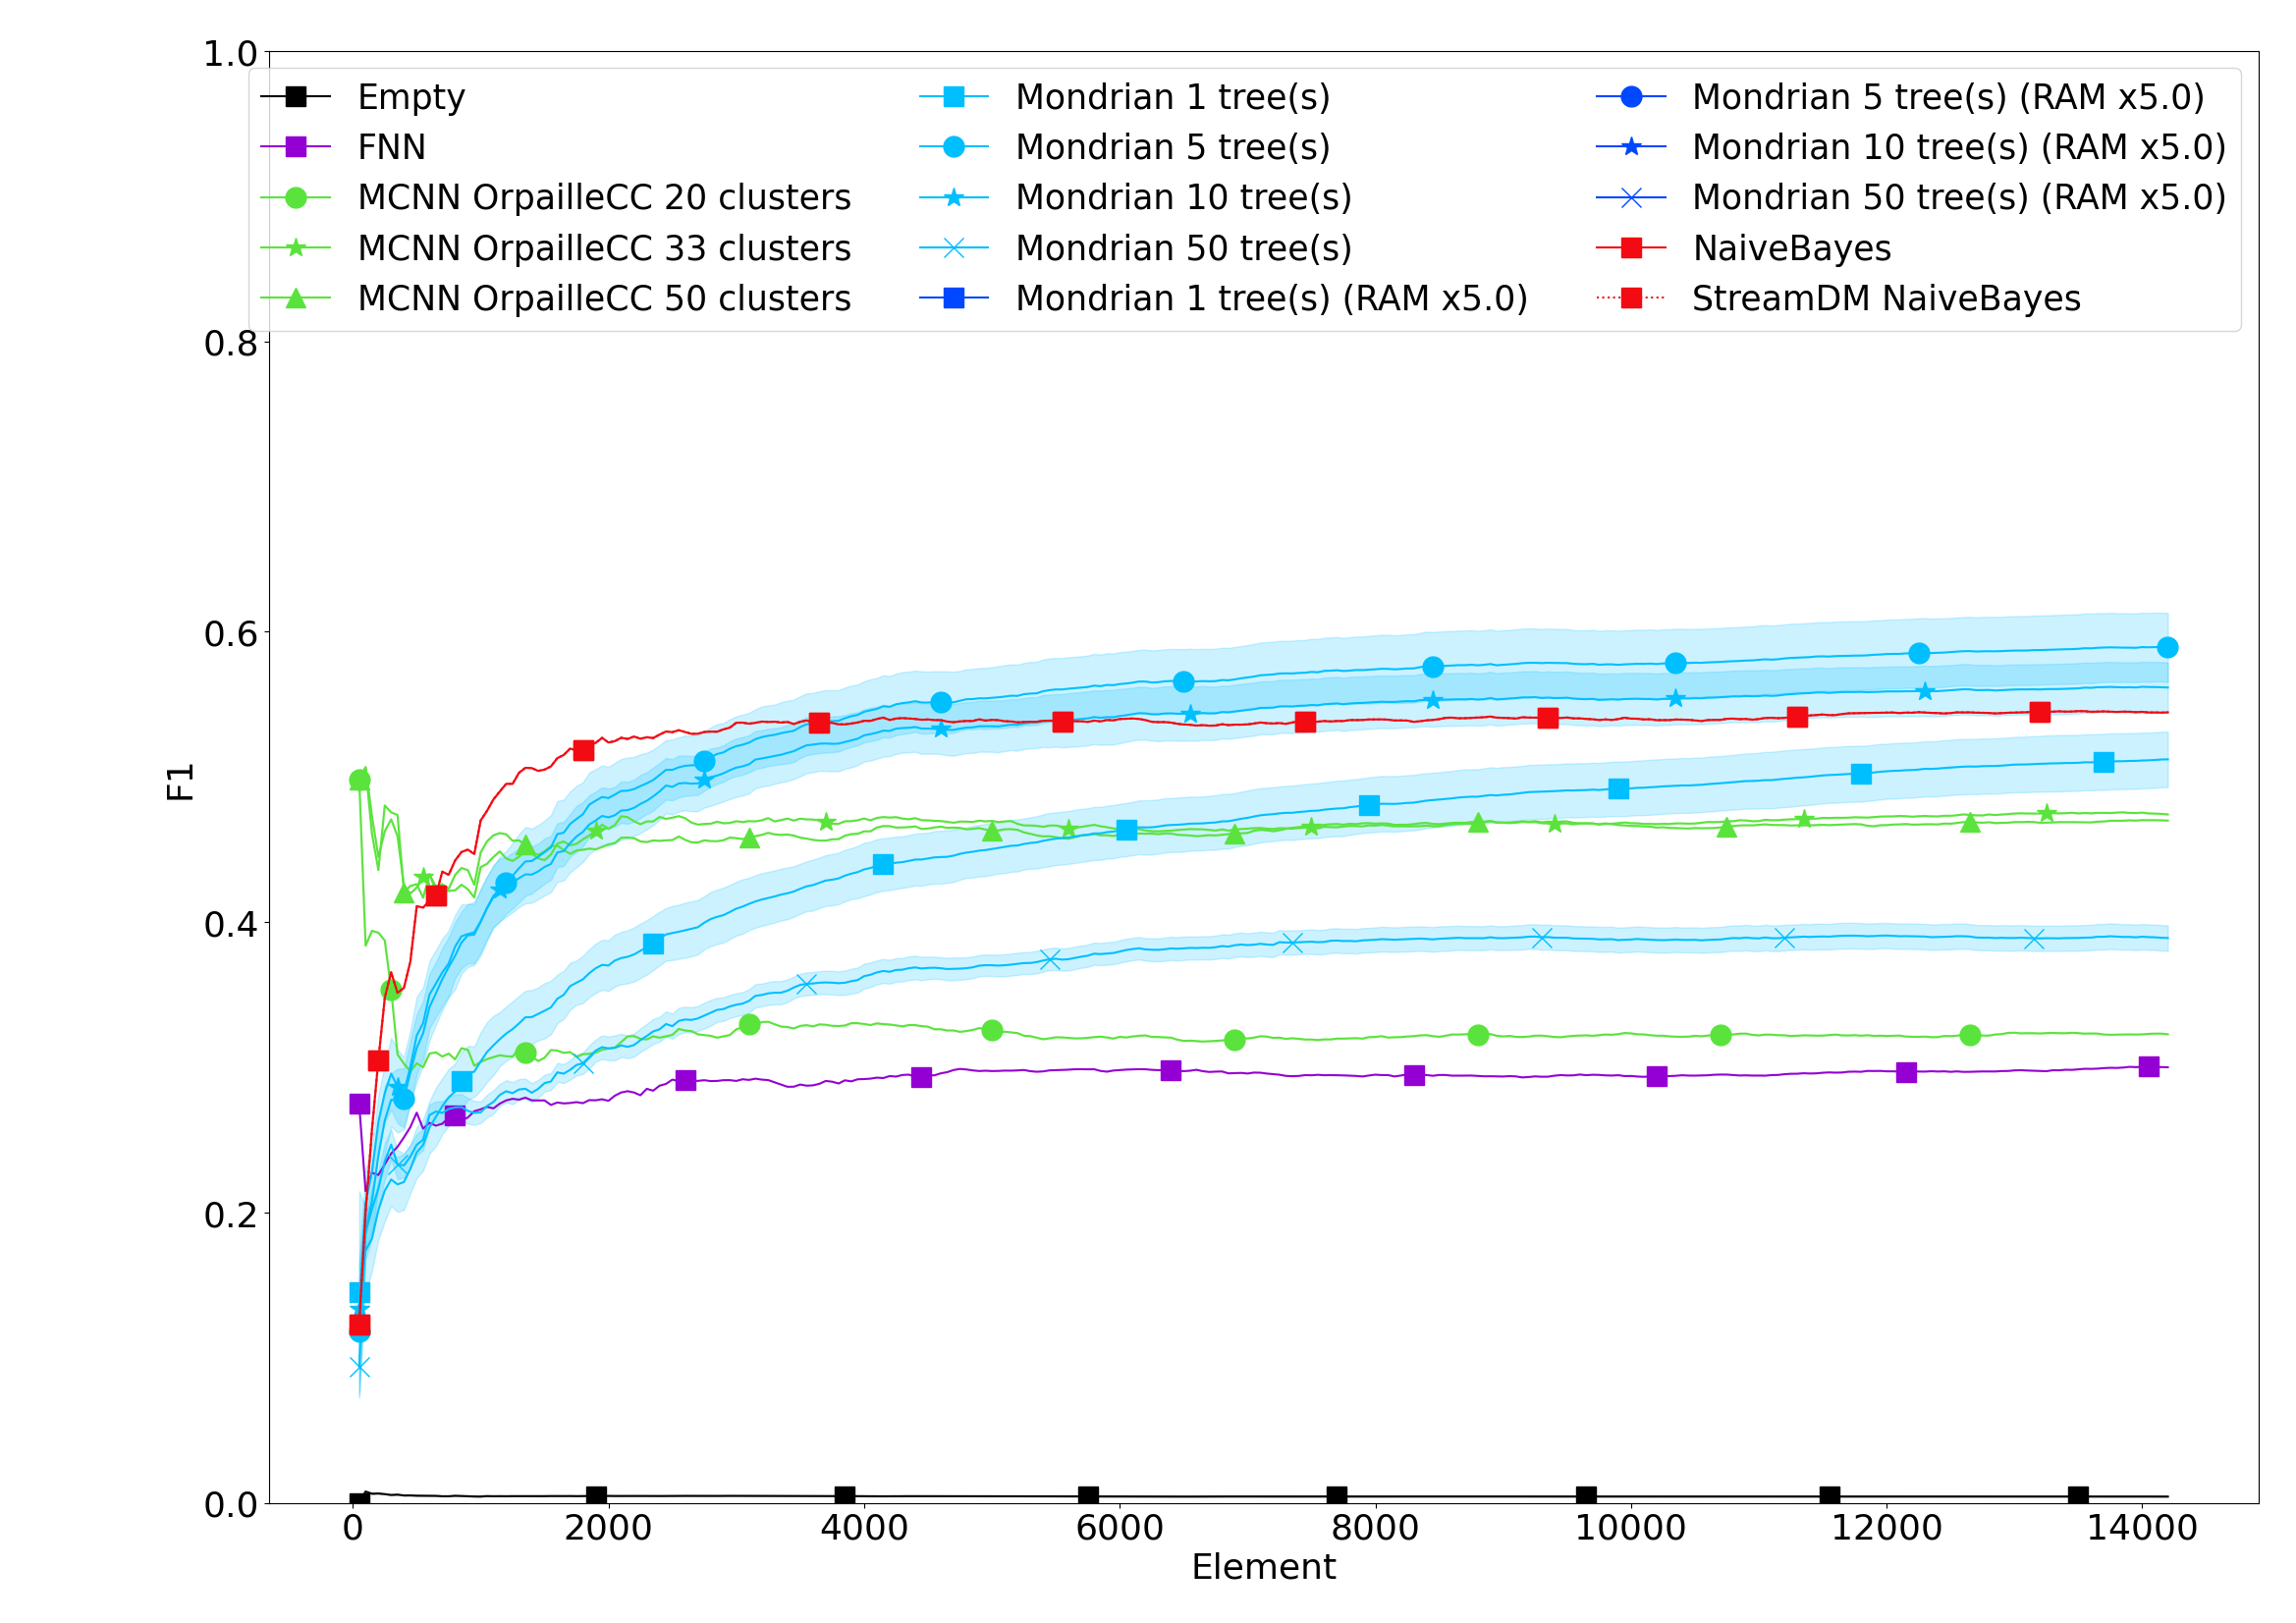 1.0
Empty
FNN
MCNN OrpailleCC 20 clusters
MCNN OrpailleCC 33 clusters
MCNN OrpailleCC 50 clusters
Mondrian 1 tree(s)
Mondrian 5 tree(s)
Mondrian 10 tree(s)
Mondrian 50 tree(s)
Mondrian 1 tree(s) (RAM x5.0)
Mondrian 5 tree(s) (RAM x5.0)
Mondrian 10 tree(s) (RAM x5.0)
Mondrian 50 tree(s) (RAM x5.0)
NaiveBayes
StreamDM NaiveBayes
0.8
0.6
0.4
0.2
0.0
F1
0 2000 4000 6000 8000 10000 12000 14000
Element